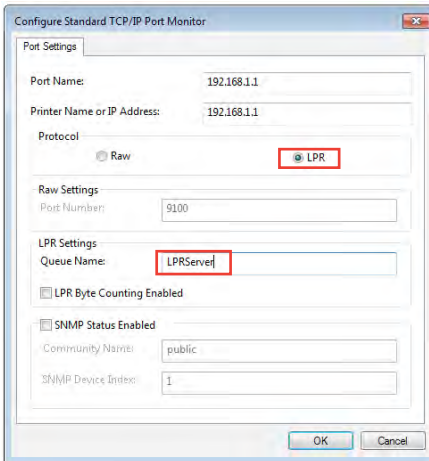 Configure Standard TCP/IP Port Monitor
Port Settings
Port Name: 192.168.1.1
Printer Name or IP Address: 192.168.1.1
Protocol
Raw LPR
Raw Settings
Port Number: 9100
LPR Settings
Queue Name: LPRServer
LPR Byte Counting Enabled
SNMP Status Enabled
Community Name: public
SNMP Device Index: 1
OK Cancel